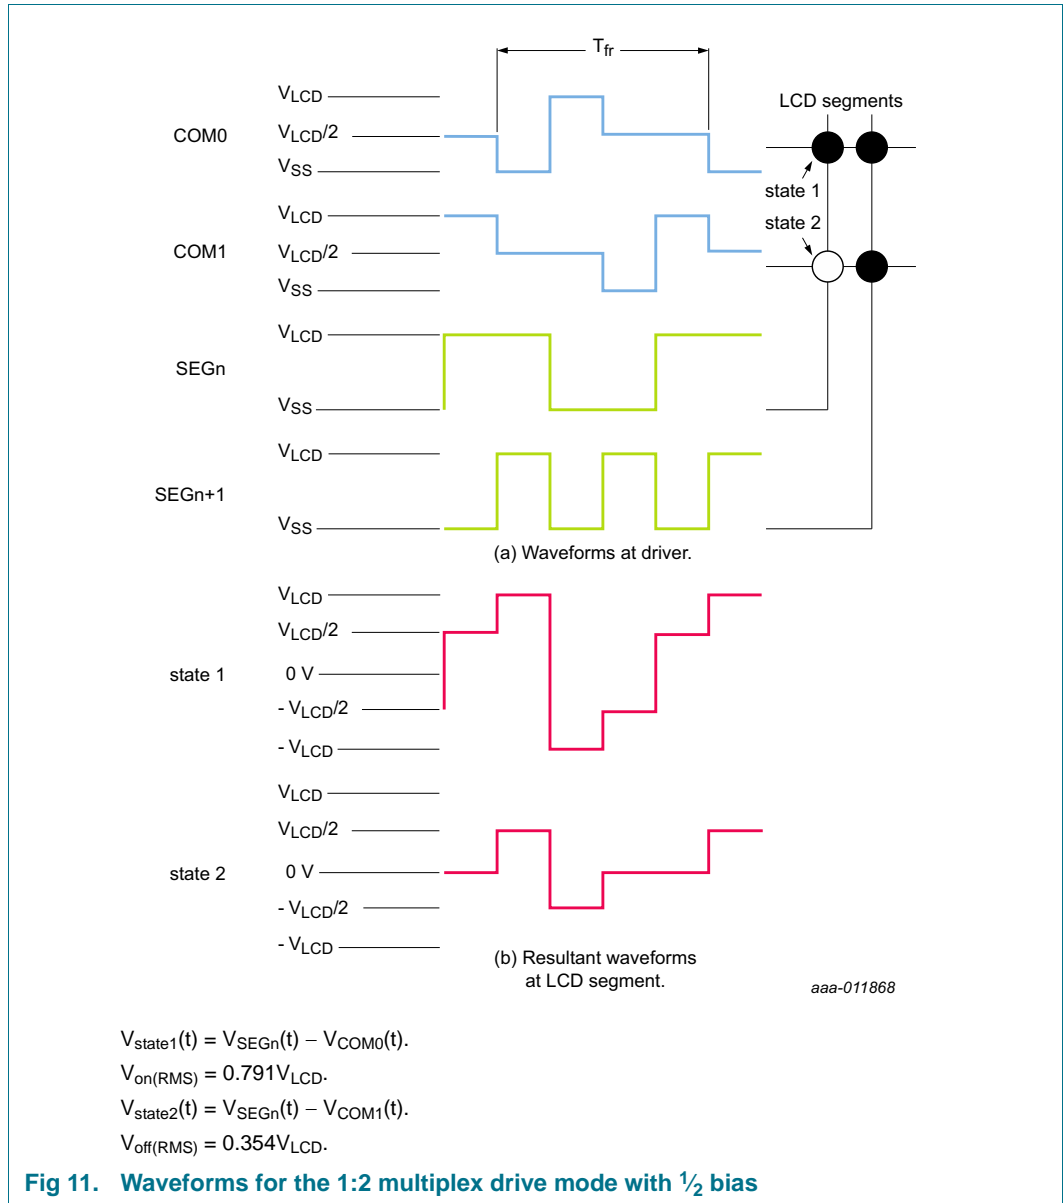 Tfr
VLCD
COM0
VLCD/2
VSS
LCD segments
state 1
state 2
VLCD
COM1
VLCD/2
VSS
VLCD
SEGn
VSS
VLCD
SEGn+1
VSS
(a) Waveforms at driver.
VLCD
VLCD/2
state 1
0 V
- VLCD/2
- VLCD
VLCD
VLCD/2
state 2
0 V
- VLCD/2
- VLCD
(b) Resultant waveforms
at LCD segment.
aaa-011868
Vstate1(t) = VSEGn(t) − VCOM0(t).
Von(RMS) = 0.791VLCD.
Vstate2(t) = VSEGn(t) − VCOM1(t).
Voff(RMS) = 0.354VLCD.
Fig 11. Waveforms for the 1:2 multiplex drive mode with 1⁄2 bias